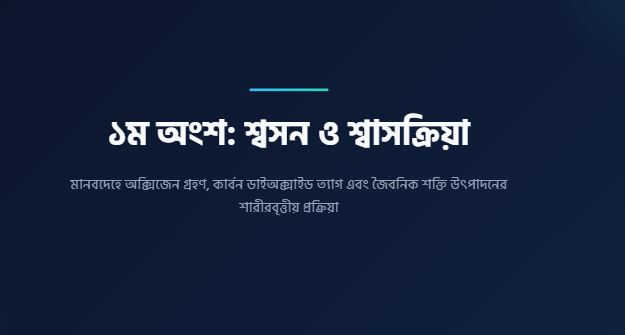 ১ম অংশ: শ্বসন ও শ্বাসক্রিয়া
মানবদেহে অক্সিজেন গ্রহণ, কার্বন ডাইঅক্সাইড ত্যাগ এবং জৈবনিক শক্তি উৎপাদনের
শারীরবৃত্তীয় প্রক্রিয়া